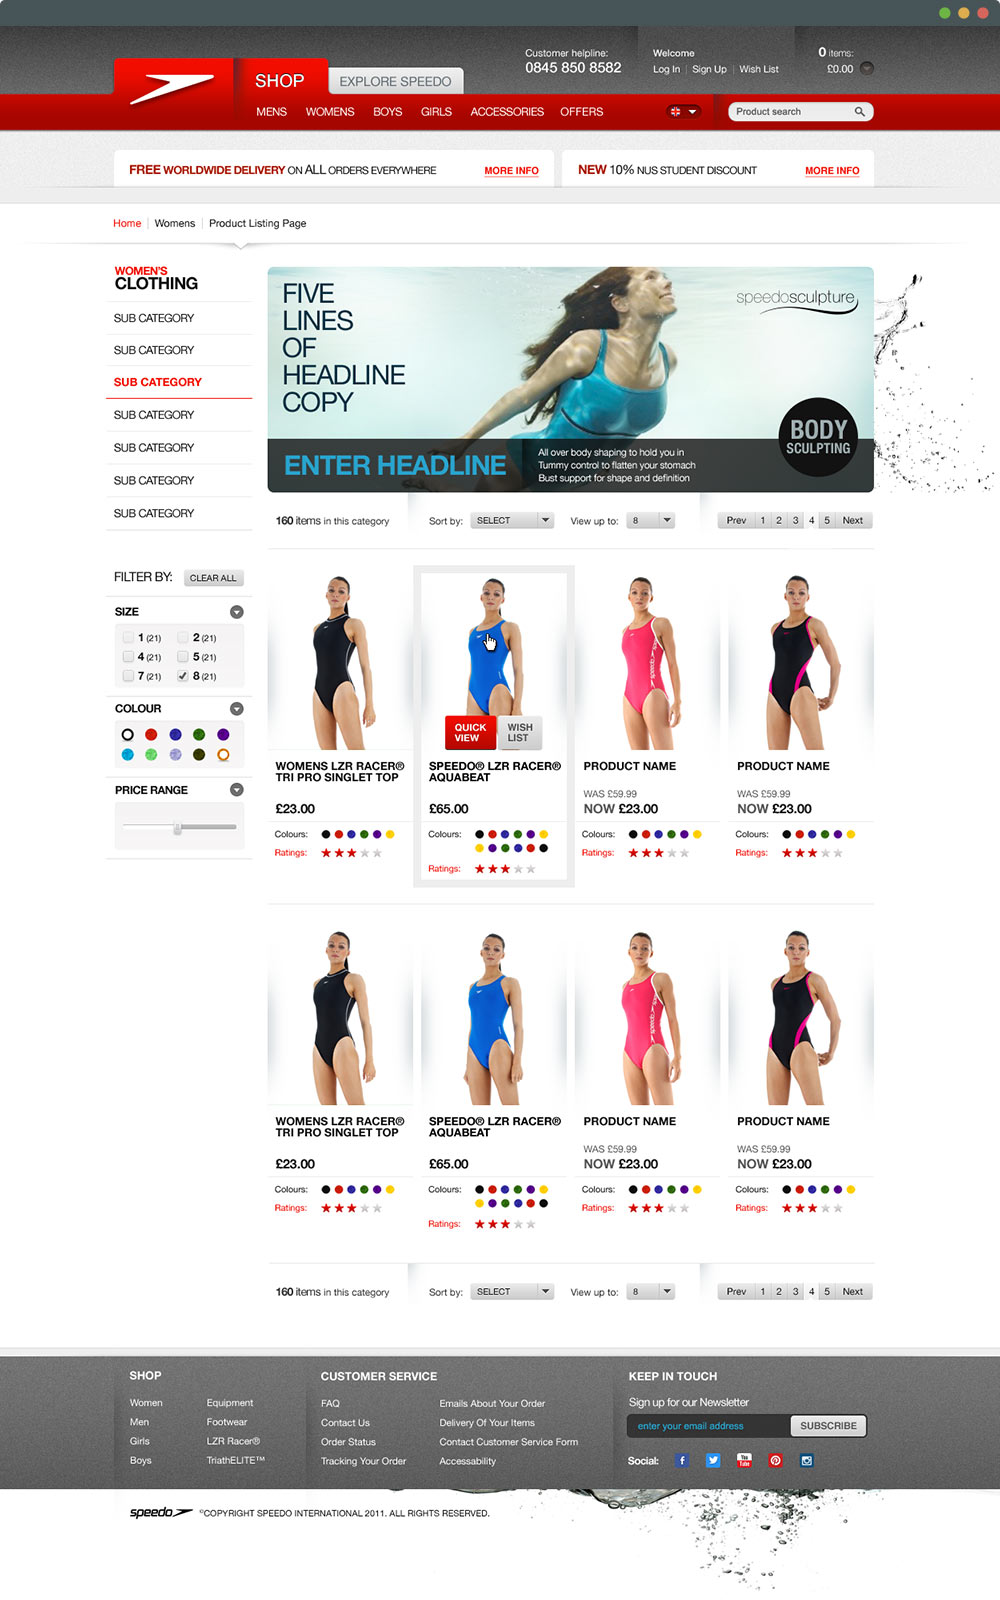 Customer helpline:
0845 850 8582
Welcome
Log In | Sign Up | Wish List
0 items:
£0.00
SHOP
EXPLORE SPEEDO
MENS WOMENS BOYS GIRLS ACCESSORIES OFFERS
Product search
FREE WORLDWIDE DELIVERY ON ALL ORDERS EVERYWHERE MORE INFO
NEW 10% NUS STUDENT DISCOUNT MORE INFO
Home | Womens | Product Listing Page
WOMEN'S
CLOTHING
SUB CATEGORY
SUB CATEGORY
SUB CATEGORY
SUB CATEGORY
SUB CATEGORY
SUB CATEGORY
SUB CATEGORY
FIVE
LINES
OF
HEADLINE
COPY
speedosculpture
BODY
SCULPTING
ENTER HEADLINE
All over body shaping to hold you in
Tummy control to flatten your stomach
Bust support for shape and definition
160 items in this category Sort by: SELECT View up to: 8 Prev 1 2 3 4 5 Next
FILTER BY: CLEAR ALL
SIZE
1 (21) 2 (21)
4 (21) 5 (21)
7 (21) 8 (21)
COLOUR
PRICE RANGE
QUICK
VIEW
WISH
LIST
WOMENS LZR RACER®
TRI PRO SINGLET TOP
£23.00
Colours:
Ratings:
SPEEDO® LZR RACER®
AQUABEAT
£65.00
Colours:
Ratings:
PRODUCT NAME
WAS £59.99
NOW £23.00
Colours:
Ratings:
PRODUCT NAME
WAS £59.99
NOW £23.00
Colours:
Ratings:
WOMENS LZR RACER®
TRI PRO SINGLET TOP
£23.00
Colours:
Ratings:
SPEEDO® LZR RACER®
AQUABEAT
£65.00
Colours:
Ratings:
PRODUCT NAME
WAS £59.99
NOW £23.00
Colours:
Ratings:
PRODUCT NAME
WAS £59.99
NOW £23.00
Colours:
Ratings:
160 items in this category Sort by: SELECT View up to: 8 Prev 1 2 3 4 5 Next
SHOP
Women Equipment
Men Footwear
Girls LZR Racer®
Boys TriathELITE™
CUSTOMER SERVICE
FAQ Emails About Your Order
Contact Us Delivery Of Your Items
Order Status Contact Customer Service Form
Tracking Your Order Accessability
KEEP IN TOUCH
Sign up for our Newsletter
enter your email address SUBSCRIBE
Social: You Tube
speedo ©COPYRIGHT SPEEDO INTERNATIONAL 2011. ALL RIGHTS RESERVED.